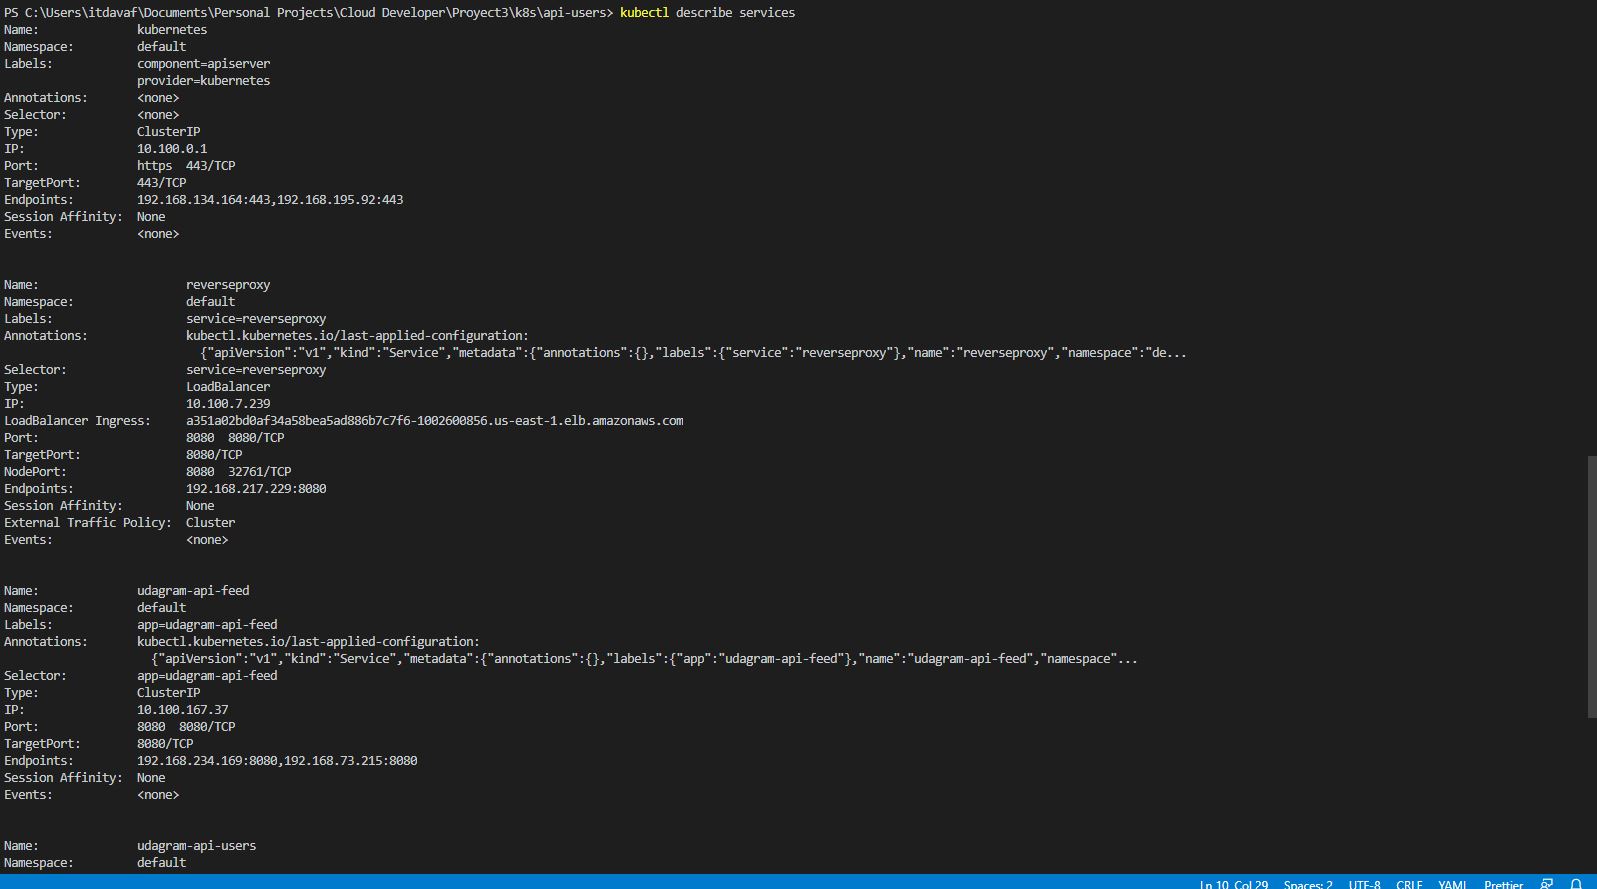 PS C:\Users\itdavaf\Documents\Personal Projects\Cloud Developer\Proyect3\k8s\api-users> kubectl describe services
Name:              kubernetes
Namespace:         default
Labels:            component=apiserver
                   provider=kubernetes
Annotations:       <none>
Selector:          <none>
Type:              ClusterIP
IP:                10.100.0.1
Port:              https  443/TCP
TargetPort:        443/TCP
Endpoints:         192.168.134.164:443,192.168.195.92:443
Session Affinity:  None
Events:            <none>
Name:                     reverseproxy
Namespace:                default
Labels:                   service=reverseproxy
Annotations:              kubectl.kubernetes.io/last-applied-configuration:
                            {"apiVersion":"v1","kind":"Service","metadata":{"annotations":{},"labels":{"service":"reverseproxy"},"name":"reverseproxy","namespace":"de...
Selector:                 service=reverseproxy
Type:                     LoadBalancer
IP:                       10.100.7.239
LoadBalancer Ingress:     a351a02bd0af34a58bea5ad886b7c7f6-1002600856.us-east-1.elb.amazonaws.com
Port:                     8080  8080/TCP
TargetPort:               8080/TCP
NodePort:                 8080  32761/TCP
Endpoints:                192.168.217.229:8080
Session Affinity:         None
External Traffic Policy:  Cluster
Events:                   <none>
Name:              udagram-api-feed
Namespace:         default
Labels:            app=udagram-api-feed
Annotations:       kubectl.kubernetes.io/last-applied-configuration:
                     {"apiVersion":"v1","kind":"Service","metadata":{"annotations":{},"labels":{"app":"udagram-api-feed"},"name":"udagram-api-feed","namespace"...
Selector:          app=udagram-api-feed
Type:              ClusterIP
IP:                10.100.167.37
Port:              8080  8080/TCP
TargetPort:        8080/TCP
Endpoints:         192.168.234.169:8080,192.168.73.215:8080
Session Affinity:  None
Events:            <none>
Name:              udagram-api-users
Namespace:         default
Ln 10, Col 29  Spaces: 2  UTF-8  CRLF  YAML  Prettier